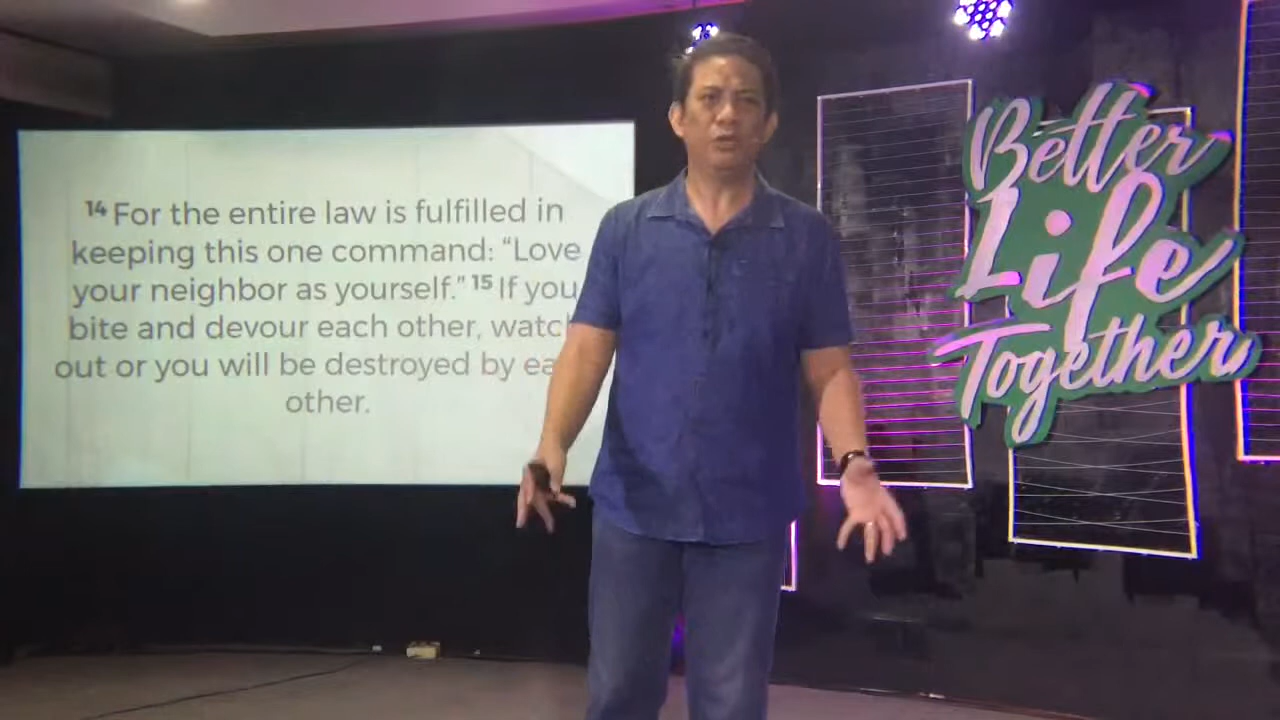 ¹⁴ For the entire law is fulfilled in
keeping this one command: “Love
your neighbor as yourself.” ¹⁵ If you
bite and devour each other,
out or you will be destroyed by
other.
Better
Life
Together